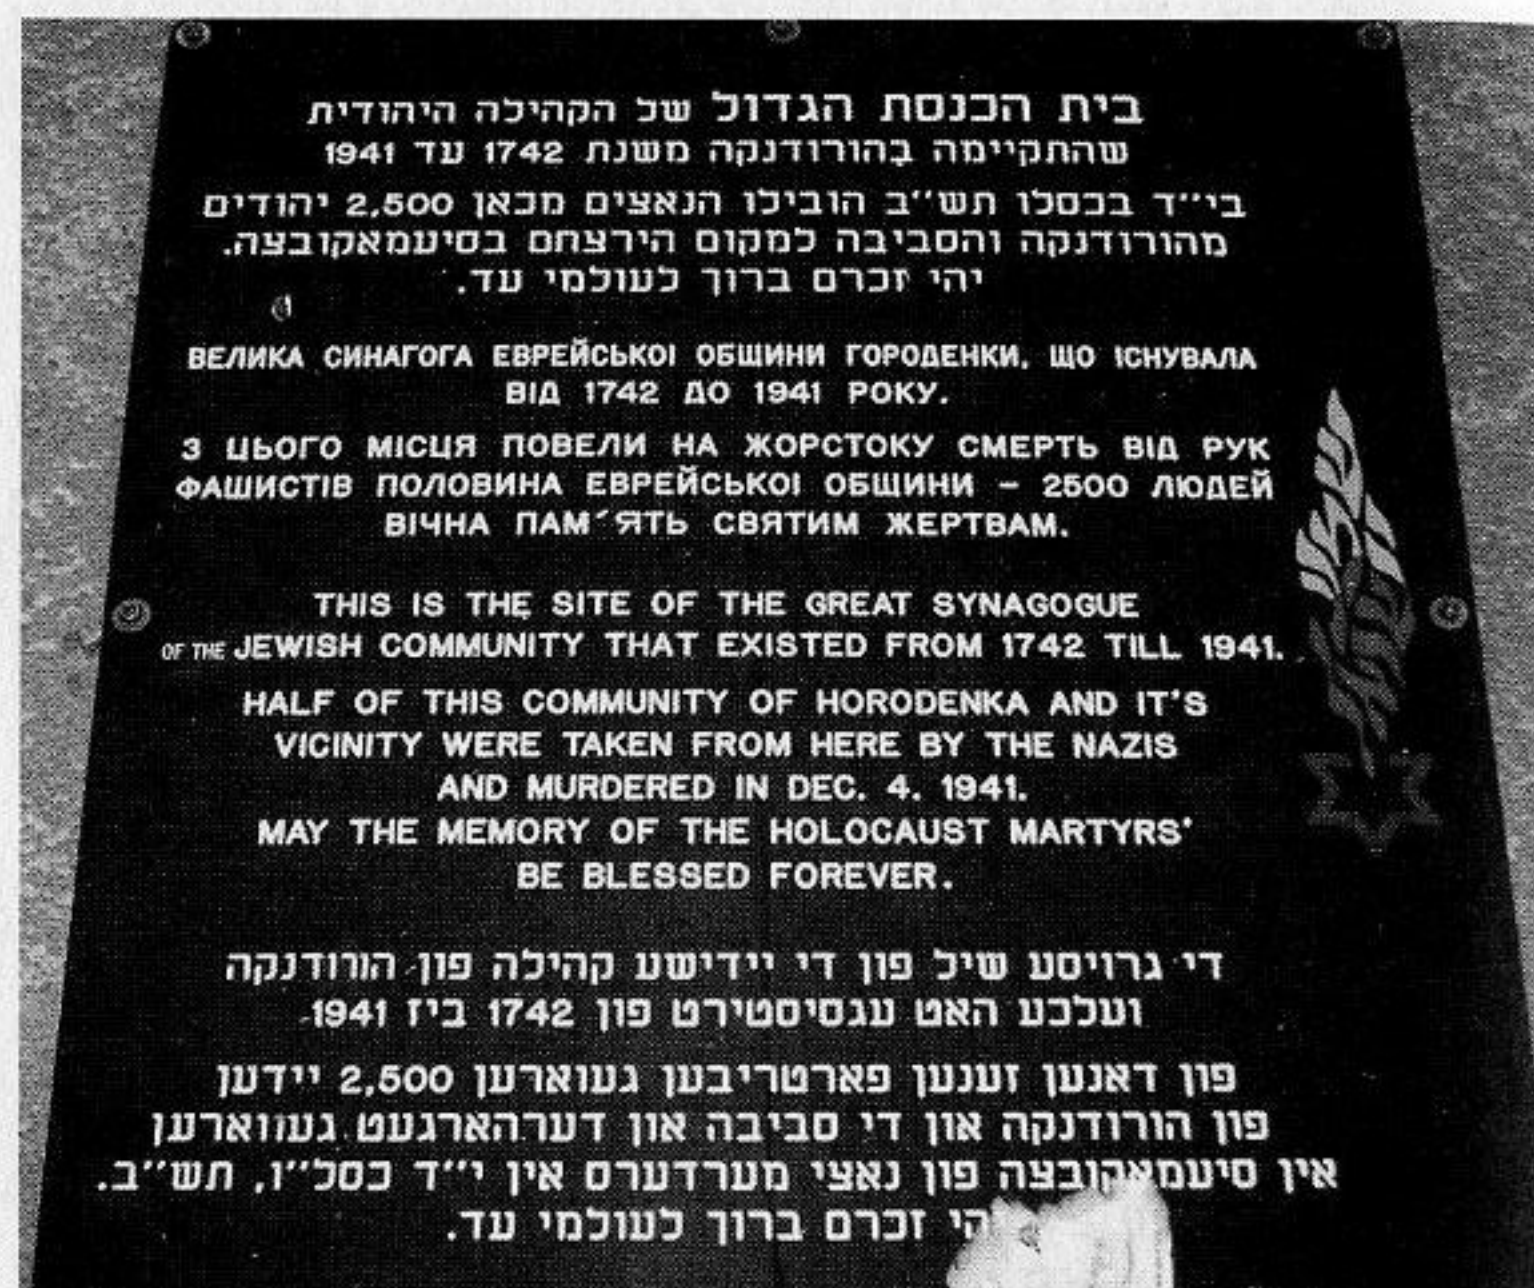 בית הכנסת הגדול של הקהילה היהודית
שהתקיימה בהורודנקה משנת 1742 עד 1941
בי״ד בכסלו תש״ב הובילו הנאצים מכאן 2,500 יהודים
מהורודנקה והסביבה למקום הירצחם בסיעמאקובצה.
יהי זכרם ברוך לעולמי עד.
ВЕЛИКА СИНАГОГА ЕВРЕЙСЬКОІ ОБЩИНИ ГОРОДЕНКИ, ЩО ІСНУВАЛА
ВІД 1742 ДО 1941 РОКУ.
З ЦЬОГО МІСЦЯ ПОВЕЛИ НА ЖОРСТОКУ СМЕРТЬ ВІД РУК
ФАШИСТІВ ПОЛОВИНА ЕВРЕЙСЬКОІ ОБЩИНИ – 2500 ЛЮДЕЙ
ВІЧНА ПАМ´ЯТЬ СВЯТИМ ЖЕРТВАМ.
THIS IS THE SITE OF THE GREAT SYNAGOGUE
OF THE JEWISH COMMUNITY THAT EXISTED FROM 1742 TILL 1941.
HALF OF THIS COMMUNITY OF HORODENKA AND IT'S
VICINITY WERE TAKEN FROM HERE BY THE NAZIS
AND MURDERED IN DEC. 4. 1941.
MAY THE MEMORY OF THE HOLOCAUST MARTYRS'
BE BLESSED FOREVER.
די גרויסע שיל פון די יידישע קהילה פון הורודנקה
וועלכע האט עגסיסטירט פון 1742 ביז 1941
פון דאנען זענען פארטריבען געווארען 2,500 יידען
פון הורודנקה און די סביבה און דערהארגעט געווארען
אין סיעמאקובצה פון נאצי מערדערס אין י״ד כסל״ו, תש״ב.
זכרם ברוך לעולמי עד.